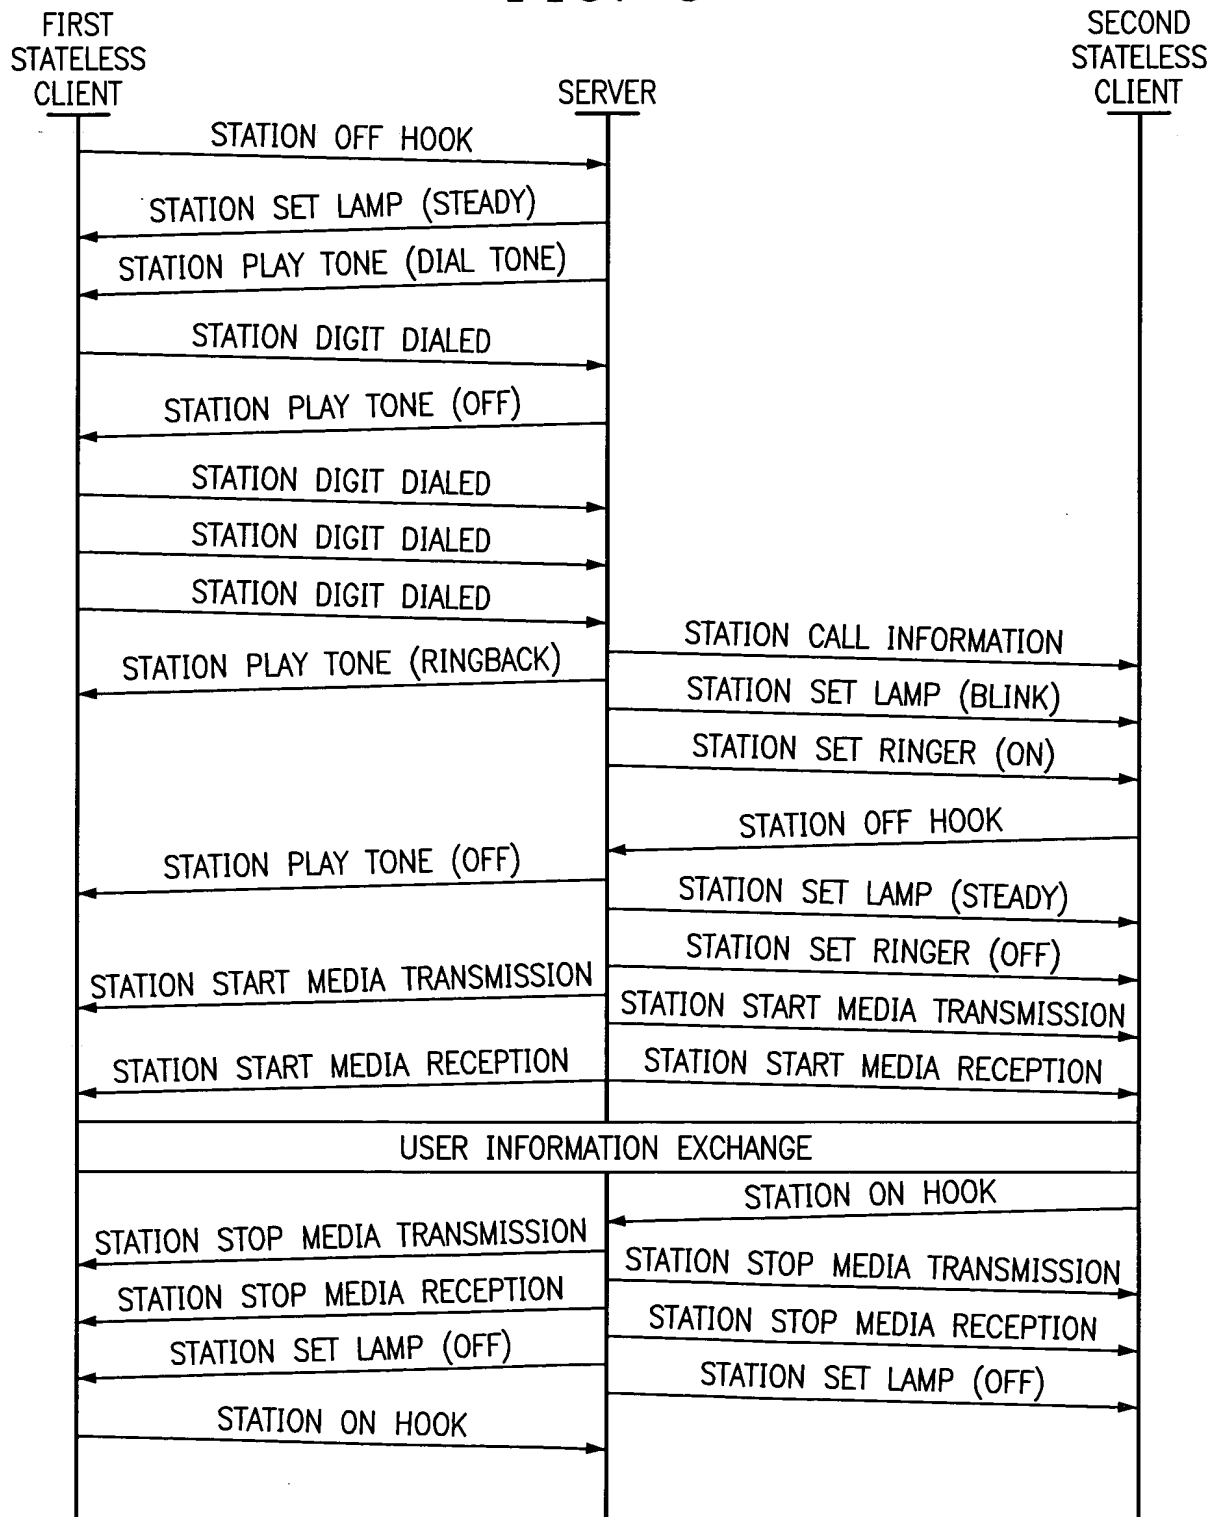 FIRST
STATELESS
CLIENT
SERVER
SECOND
STATELESS
CLIENT
STATION OFF HOOK
STATION SET LAMP (STEADY)
STATION PLAY TONE (DIAL TONE)
STATION DIGIT DIALED
STATION PLAY TONE (OFF)
STATION DIGIT DIALED
STATION DIGIT DIALED
STATION DIGIT DIALED
STATION CALL INFORMATION
STATION PLAY TONE (RINGBACK)
STATION SET LAMP (BLINK)
STATION SET RINGER (ON)
STATION OFF HOOK
STATION PLAY TONE (OFF)
STATION SET LAMP (STEADY)
STATION SET RINGER (OFF)
STATION START MEDIA TRANSMISSION
STATION START MEDIA TRANSMISSION
STATION START MEDIA RECEPTION
STATION START MEDIA RECEPTION
USER INFORMATION EXCHANGE
STATION ON HOOK
STATION STOP MEDIA TRANSMISSION
STATION STOP MEDIA TRANSMISSION
STATION STOP MEDIA RECEPTION
STATION STOP MEDIA RECEPTION
STATION SET LAMP (OFF)
STATION SET LAMP (OFF)
STATION ON HOOK